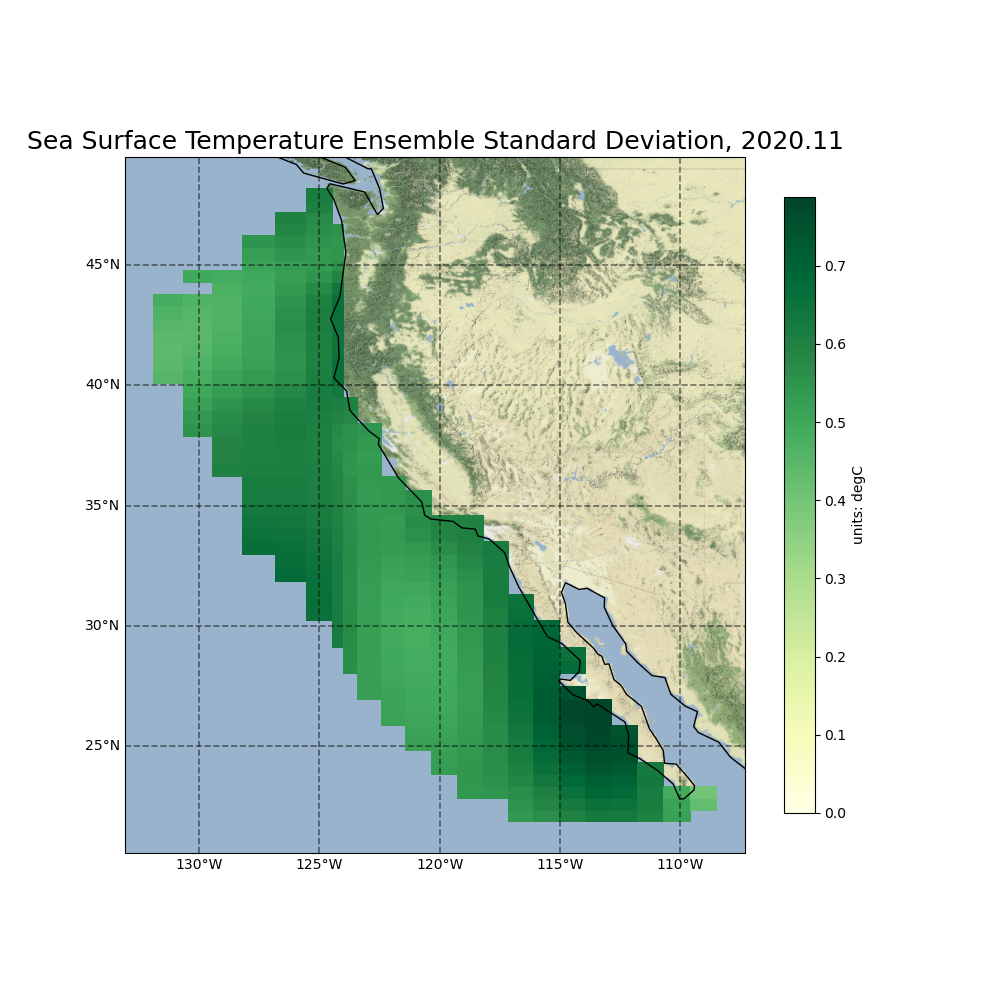 Sea Surface Temperature Ensemble Standard Deviation, 2020.11
45°N
40°N
35°N
30°N
25°N
130°W
125°W
120°W
115°W
110°W
0.7
0.6
0.5
0.4
0.3
0.2
0.1
0.0
units: degC